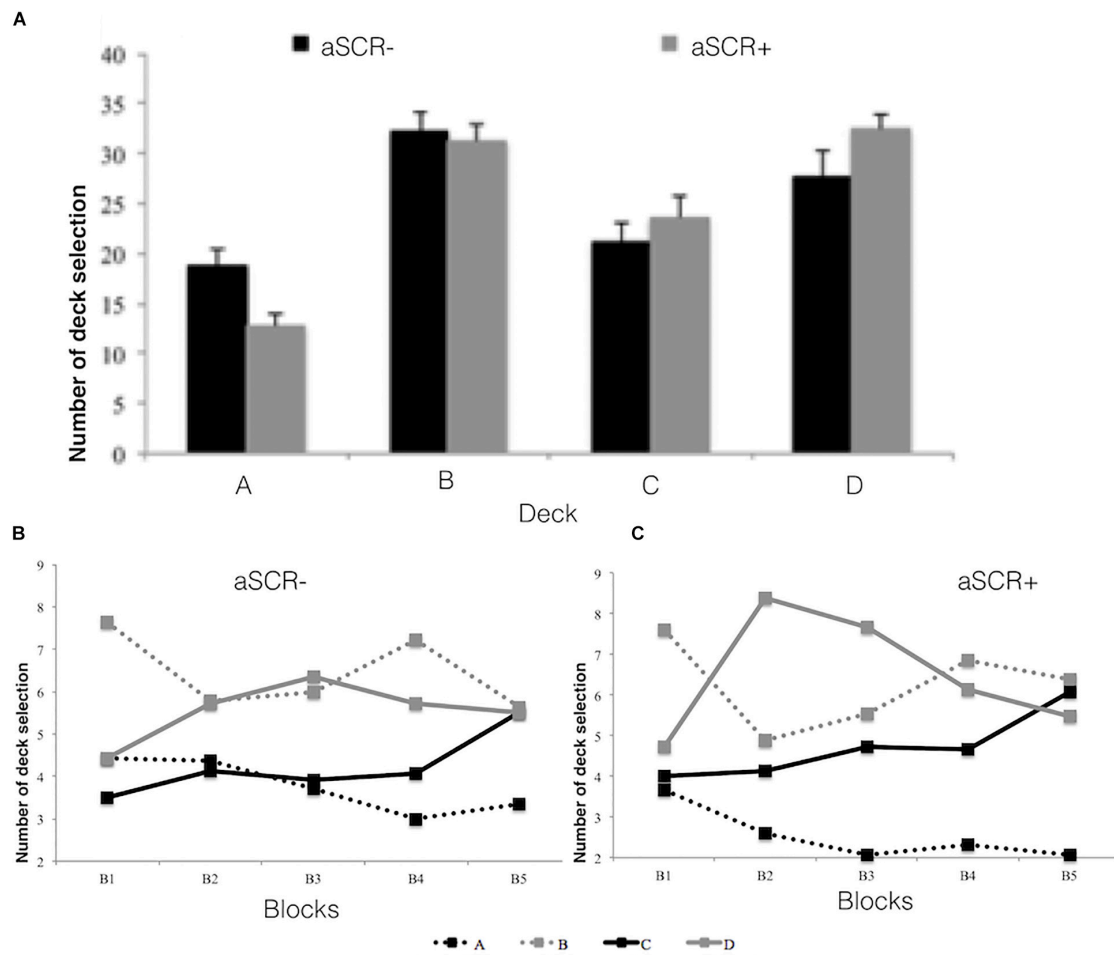 A
aSCR- aSCR+
Number of deck selection
40
35
30
25
20
15
10
5
0
A B C D
Deck
B
aSCR-
Number of deck selection
9
8
7
6
5
4
3
2
B1 B2 B3 B4 B5
Blocks
C
aSCR+
Number of deck selection
9
8
7
6
5
4
3
2
B1 B2 B3 B4 B5
Blocks
A B C D